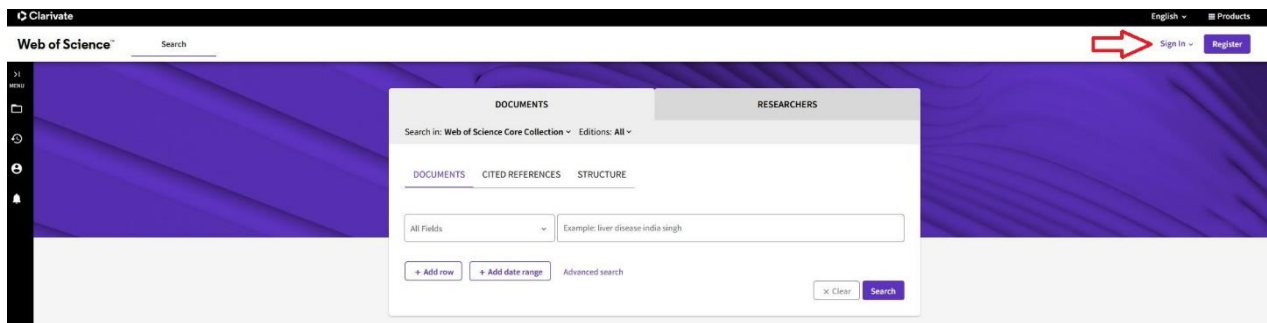 Clarivate
English
Products
Web of Science™
Search
Sign In
Register
MENU
DOCUMENTS
RESEARCHERS
Search in: Web of Science Core Collection Editions: All
DOCUMENTS CITED REFERENCES STRUCTURE
All Fields
Example: liver disease india singh
+ Add row
+ Add date range
Advanced search
× Clear
Search